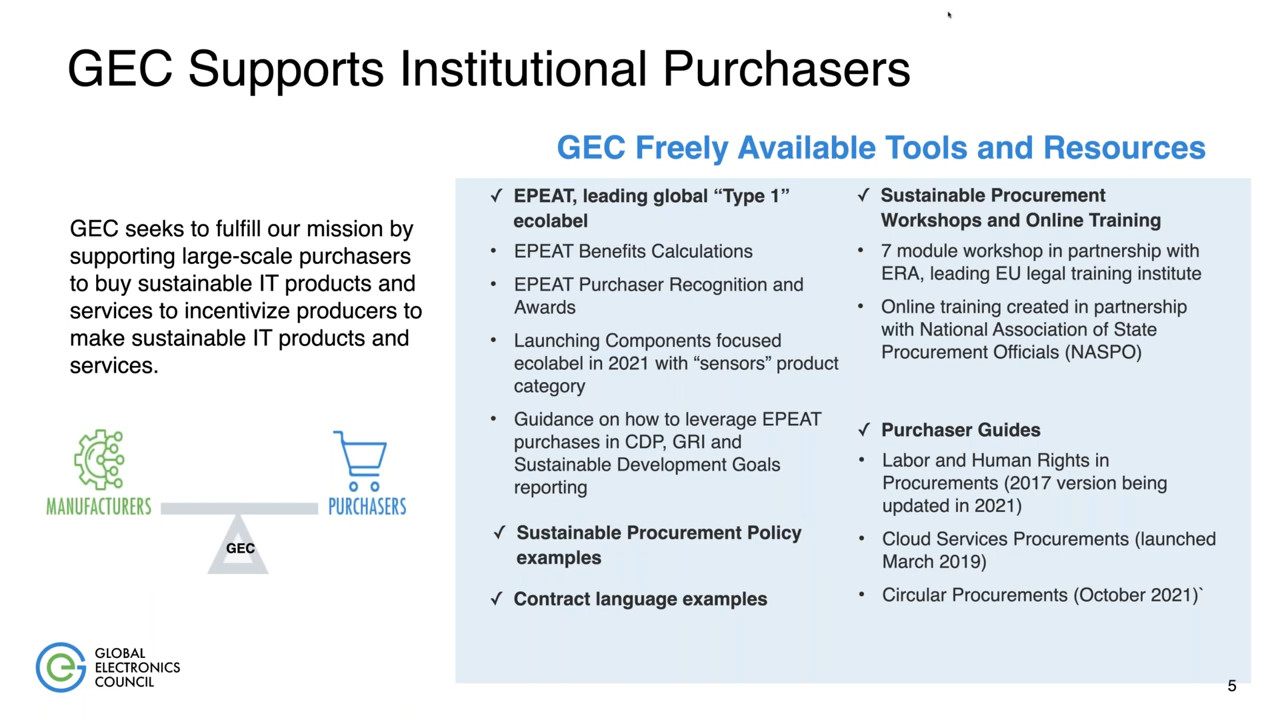 GEC Supports Institutional Purchasers
GEC Freely Available Tools and Resources
GEC seeks to fulfill our mission by
supporting large-scale purchasers
to buy sustainable IT products and
services to incentivize producers to
make sustainable IT products and
services.
MANUFACTURERS
PURCHASERS
GEC
✓ EPEAT, leading global “Type 1”
ecolabel
• EPEAT Benefits Calculations
• EPEAT Purchaser Recognition and
Awards
• Launching Components focused
ecolabel in 2021 with “sensors” product
category
• Guidance on how to leverage EPEAT
purchases in CDP, GRI and
Sustainable Development Goals
reporting
✓ Sustainable Procurement Policy
examples
✓ Contract language examples
✓ Sustainable Procurement
Workshops and Online Training
• 7 module workshop in partnership with
ERA, leading EU legal training institute
• Online training created in partnership
with National Association of State
Procurement Officials (NASPO)
✓ Purchaser Guides
• Labor and Human Rights in
Procurements (2017 version being
updated in 2021)
• Cloud Services Procurements (launched
March 2019)
• Circular Procurements (October 2021)`
GLOBAL
ELECTRONICS
COUNCIL
5